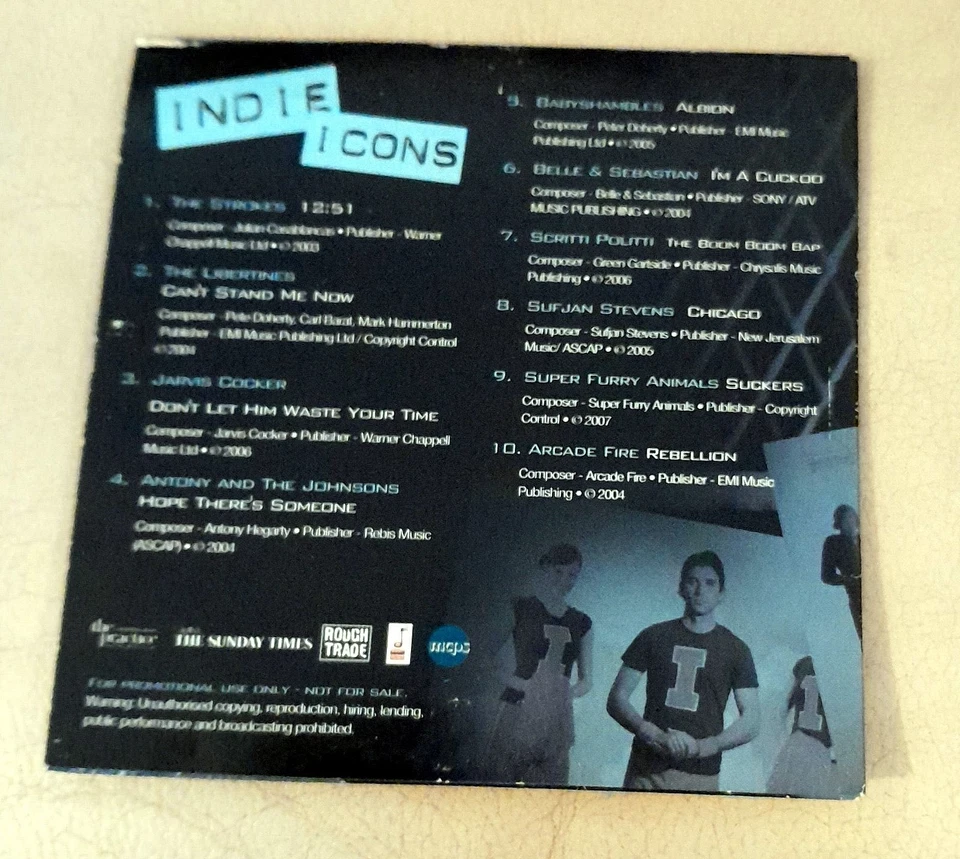 INDIE
ICONS
1. THE STROKES 12:51
Composer - Julian Casablancas • Publisher - Warner
Chappell Music Ltd • © 2003
2. THE LIBERTINES
CAN'T STAND ME NOW
Composer - Pete Doherty, Carl Barat, Mark Hammerton
Publisher - EMI Music Publishing Ltd / Copyright Control
© 2004
3. JARVIS COCKER
DON'T LET HIM WASTE YOUR TIME
Composer - Jarvis Cocker • Publisher - Warner Chappell
Music Ltd • © 2006
4. ANTONY AND THE JOHNSONS
HOPE THERE'S SOMEONE
Composer - Antony Hegarty • Publisher - Rebis Music
(ASCAP) • © 2004
5. BABYSHAMBLES ALBION
Composer - Peter Doherty • Publisher - EMI Music
Publishing Ltd • © 2005
6. BELLE & SEBASTIAN I'M A CUCKOO
Composer - Belle & Sebastian • Publisher - SONY / ATV
MUSIC PUBLISHING • © 2004
7. SCRITTI POLITTI THE BOOM BOOM BAP
Composer - Green Gartside • Publisher - Chrysalis Music
Publishing • © 2006
8. SUFJAN STEVENS CHICAGO
Composer - Sufjan Stevens • Publisher - New Jerusalem
Music/ ASCAP • © 2005
9. SUPER FURRY ANIMALS SUCKERS
Composer - Super Furry Animals • Publisher - Copyright
Control • © 2007
10. ARCADE FIRE REBELLION
Composer - Arcade Fire • Publisher - EMI Music
Publishing • © 2004
the
practice
THE SUNDAY TIMES
ROUGH
TRADE
mcps
FOR PROMOTIONAL USE ONLY - NOT FOR SALE.
Warning: Unauthorised copying, reproduction, hiring, lending,
public performance and broadcasting prohibited.
I
I
1